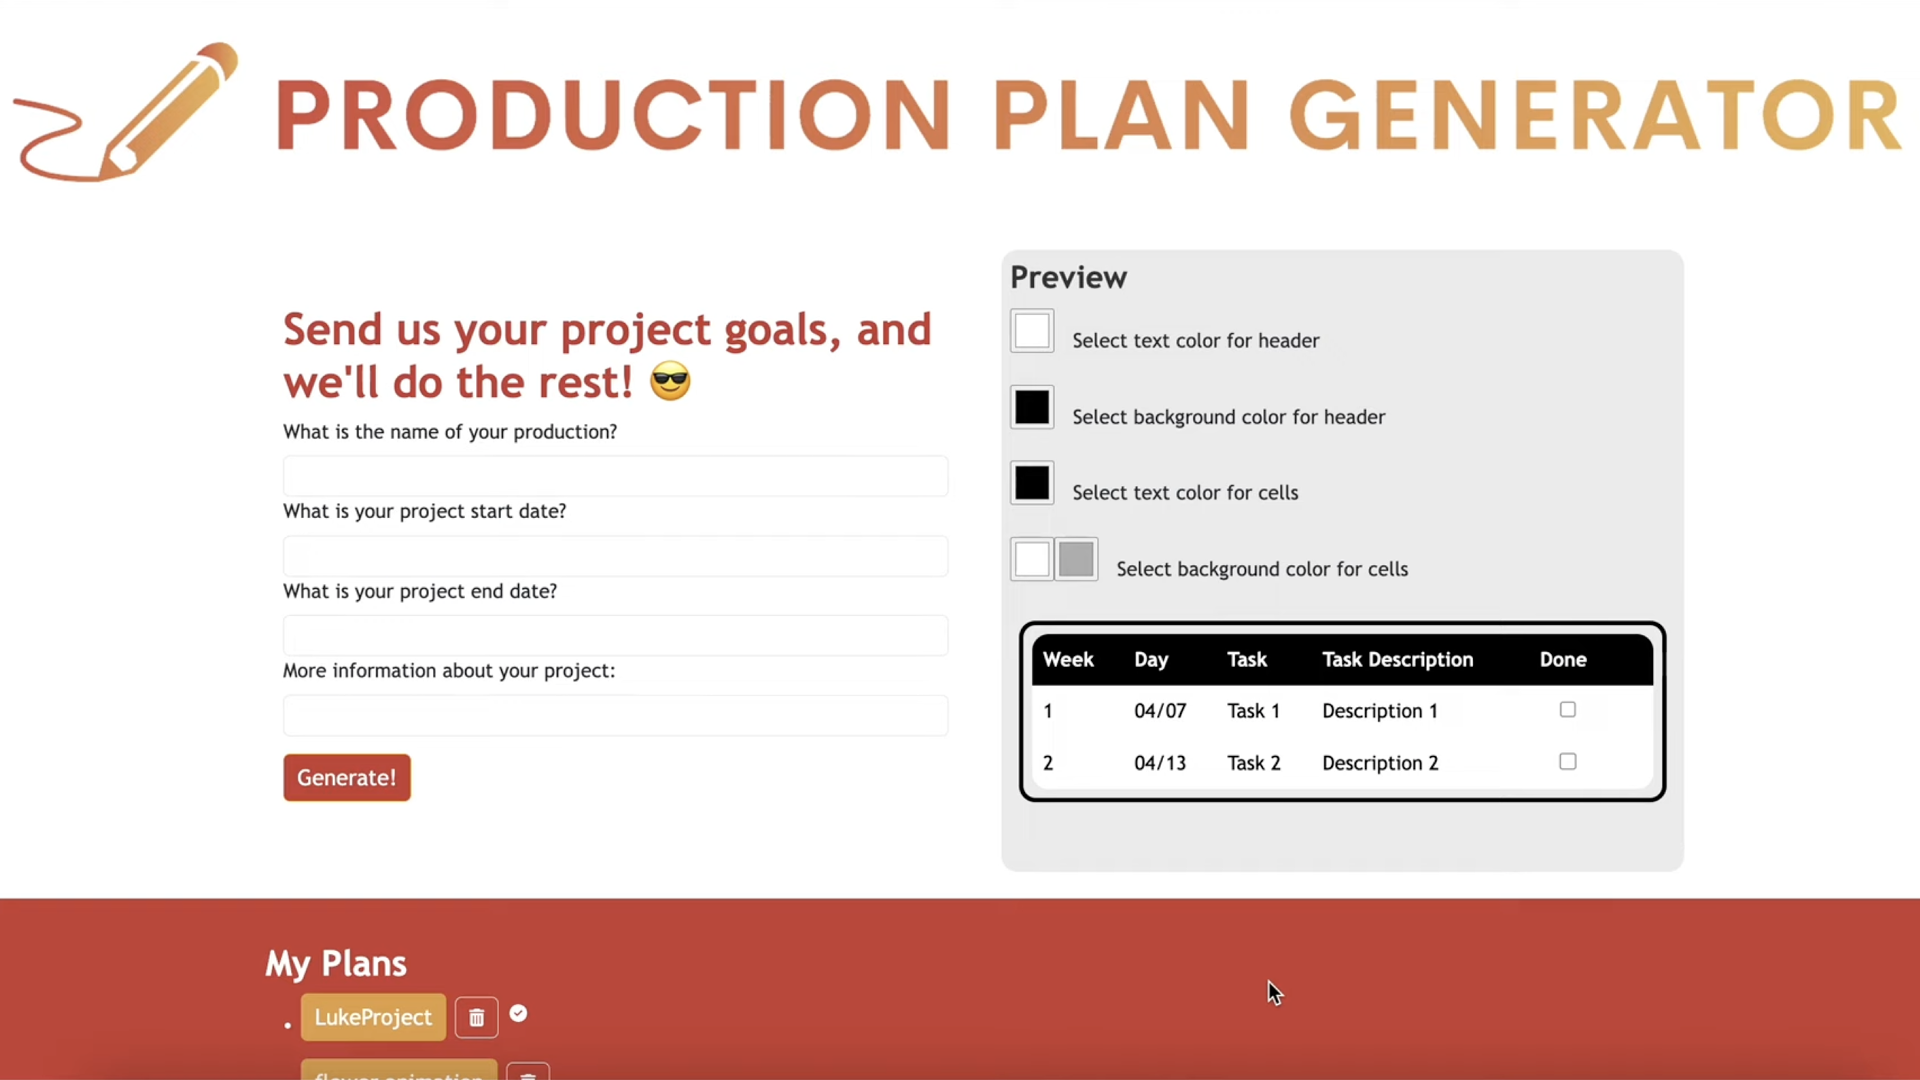 PRODUCTION PLAN GENERATOR
Send us your project goals, and
we'll do the rest! 😎
What is the name of your production?
What is your project start date?
What is your project end date?
More information about your project:
Generate!
Preview
Select text color for header
Select background color for header
Select text color for cells
Select background color for cells
Week Day Task Task Description Done
1 04/07 Task 1 Description 1
2 04/13 Task 2 Description 2
My Plans
LukeProject
flower animation